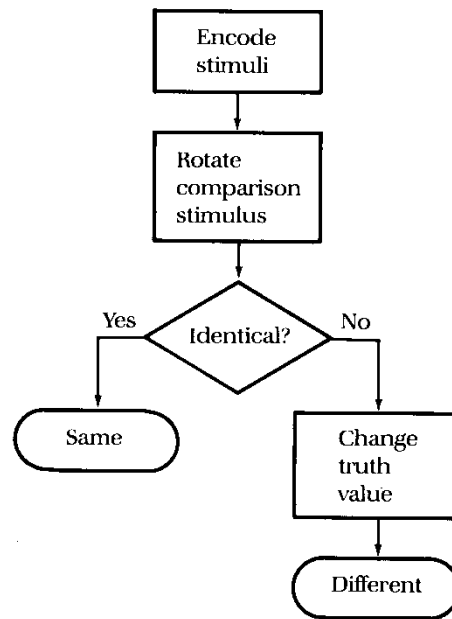 Encode
stimuli
Rotate
comparison
stimulus
Identical?
Yes
No
Same
Change
truth
value
Different